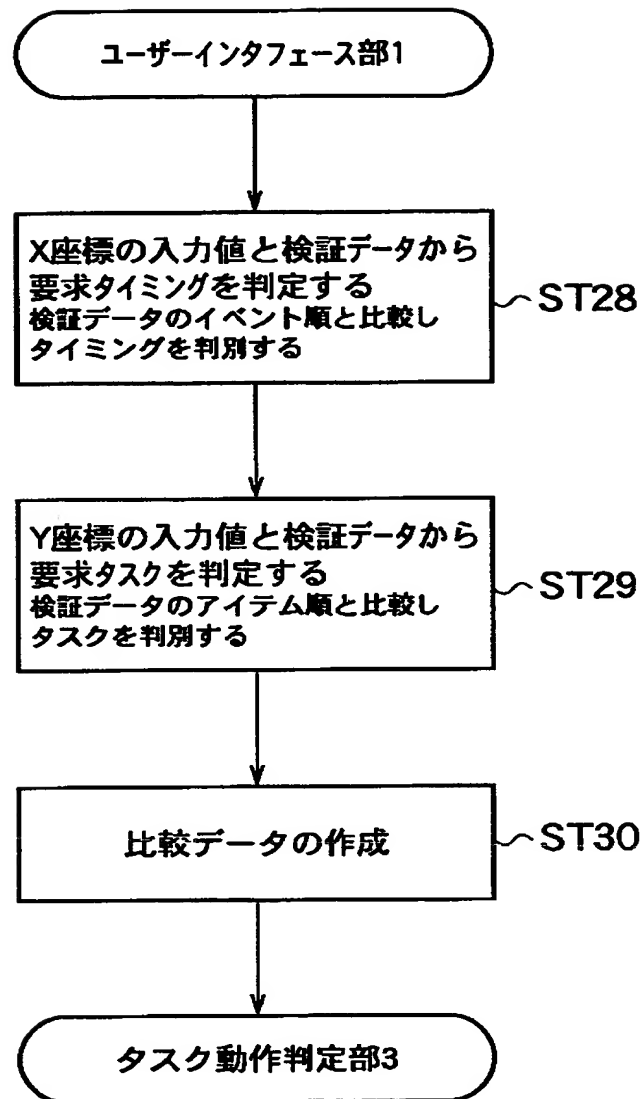 ユーザーインタフェース部1
X座標の入力値と検証データから
要求タイミングを判定する
検証データのイベント順と比較し
タイミングを判別する
ST28
Y座標の入力値と検証データから
要求タスクを判定する
検証データのアイテム順と比較し
タスクを判別する
ST29
比較データの作成
ST30
タスク動作判定部3